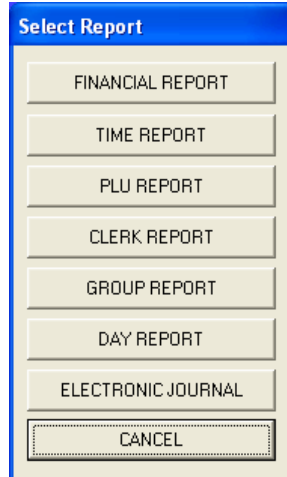 Select Report
FINANCIAL REPORT
TIME REPORT
PLU REPORT
CLERK REPORT
GROUP REPORT
DAY REPORT
ELECTRONIC JOURNAL
CANCEL